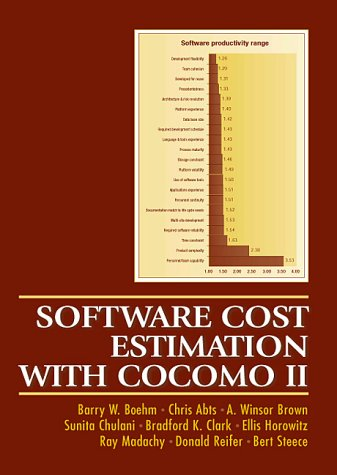 Software productivity range
Development flexibility 1.26
Team cohesion 1.29
Developed for reuse 1.31
Precedentedness 1.33
Architecture & risk resolution 1.39
Platform experience 1.40
Data base size 1.42
Required development schedule 1.43
Language & tools experience 1.43
Process maturity 1.43
Storage constraint 1.46
Platform volatility 1.49
Use of software tools 1.50
Applications experience 1.51
Personnel continuity 1.51
Documentation match to life cycle needs 1.52
Multi-site development 1.53
Required software reliability 1.54
Time constraint 1.63
Product complexity 2.38
Personnel/team capability 3.53
1.00 1.50 2.00 2.50 3.00 3.50 4.00
SOFTWARE COST
ESTIMATION
WITH COCOMO II
Barry W. Boehm • Chris Abts • A. Winsor Brown
Sunita Chulani • Bradford K. Clark • Ellis Horowitz
Ray Madachy • Donald Reifer • Bert Steece